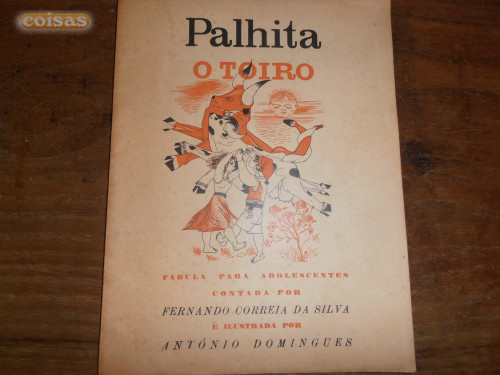 coisas
Palhita
O TOIRO
FÁBULA PARA ADOLESCENTES
CONTADA POR
FERNANDO CORREIA DA SILVA
E ILUSTRADA POR
ANTÓNIO DOMINGUES